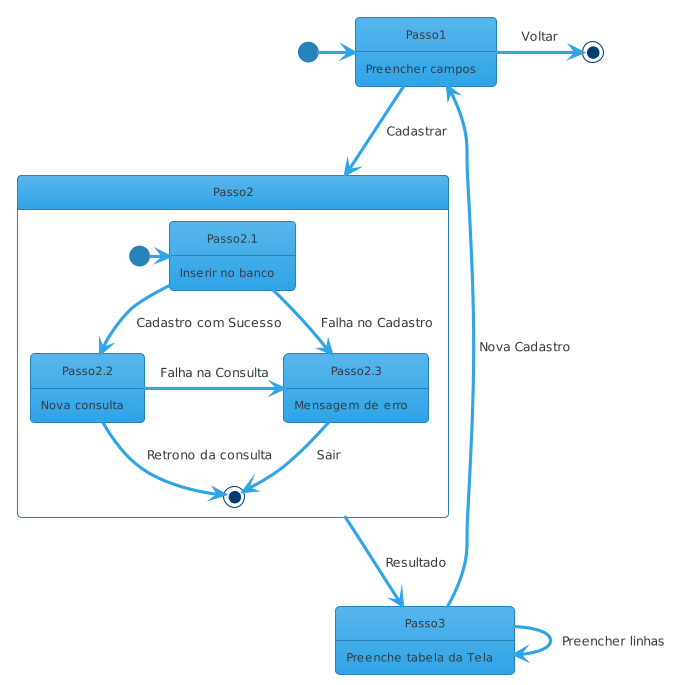 Passo1
Voltar
Preencher campos
Cadastrar
Passo2
Passo2.1
Inserir no banco
Cadastro com Sucesso
Falha no Cadastro
Nova Cadastro
Passo2.2
Falha na Consulta
Passo2.3
Nova consulta
Mensagem de erro
Retrono da consulta
Sair
Resultado
Passo3
Preencher linhas
Preenche tabela da Tela